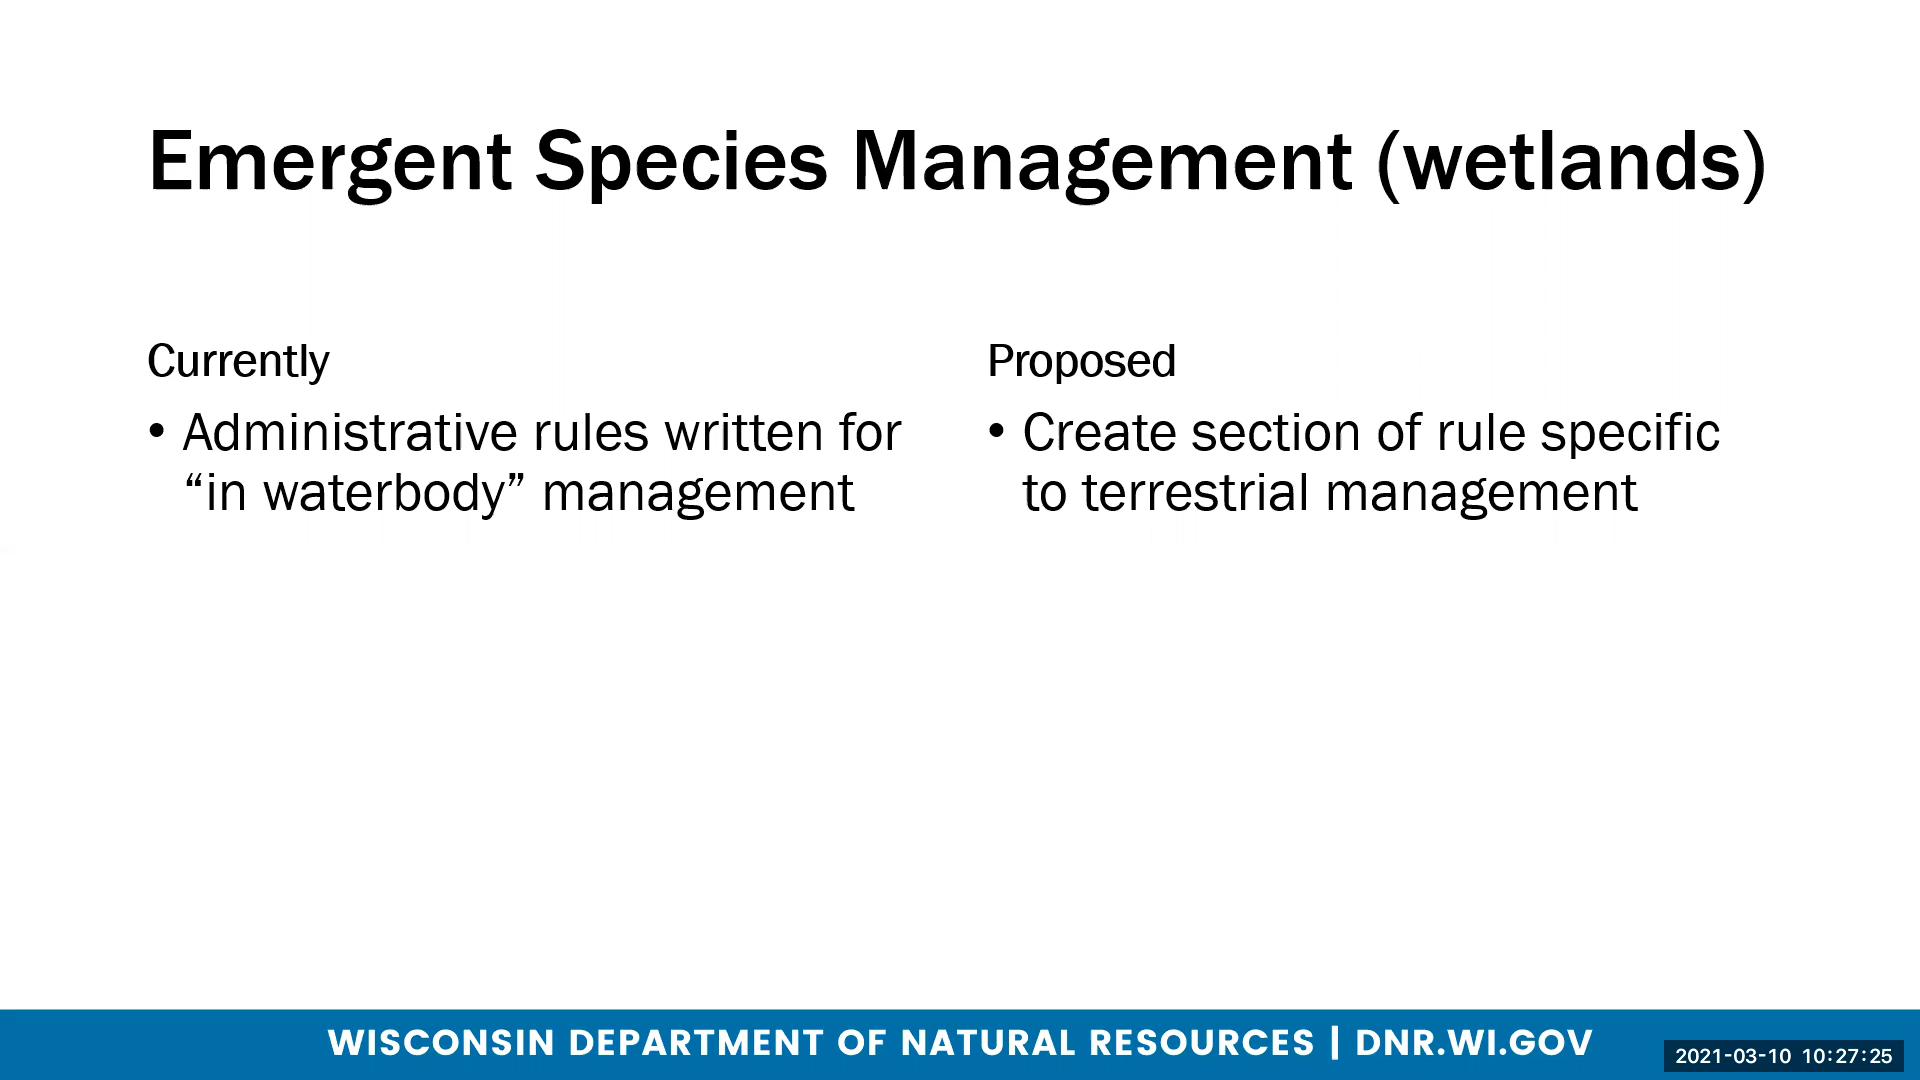 Emergent Species Management (wetlands)
Currently
• Administrative rules written for
“in waterbody” management
Proposed
• Create section of rule specific
to terrestrial management
WISCONSIN DEPARTMENT OF NATURAL RESOURCES | DNR.WI.GOV
2021-03-10 10:27:25